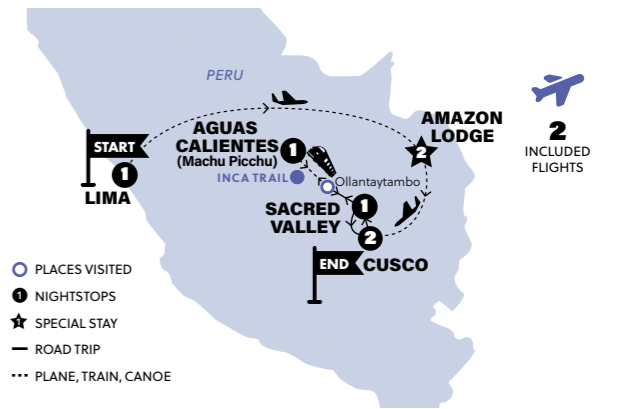 PERU
START
1
LIMA
AGUAS
CALIENTES
(Machu Picchu)
1
INCA TRAIL
Ollantaytambo
AMAZON
LODGE
2
SACRED
VALLEY
1
2
END
CUSCO
2
INCLUDED
FLIGHTS
PLACES VISITED
1 NIGHTSTOPS
1 SPECIAL STAY
ROAD TRIP
PLANE, TRAIN, CANOE